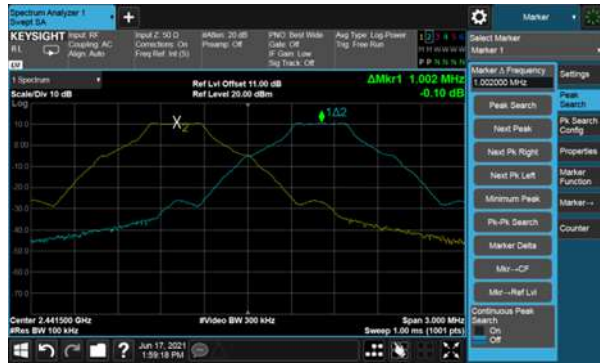 Spectrum Analyzer 1
Swept SA
Marker
KEYSIGHT
Input: RF
Coupling: AC
Align: Auto
Input Z: 50 Ω
Corrections: On
Freq Ref: Int (S)
#Atten: 20 dB
Preamp: Off
PNO: Best Wide
Gate: Off
IF Gain: Low
Sig Track: Off
Avg Type: Log-Power
Trig: Free Run
1 2 3 4 5 6
Select Marker
Marker 1
1 Spectrum
Scale/Div 10 dB
Log
Ref Lvl Offset 11.00 dB
Ref Level 20.00 dBm
ΔMkr1 1.002 MHz
-0.10 dB
Marker Δ Frequency
1.002000 MHz
Settings
Peak Search
Next Peak
Next Pk Right
Next Pk Left
Minimum Peak
Pk-Pk Search
Marker Delta
Mkr→CF
Mkr→Ref Lvl
Continuous Peak
Search
On
Off
Peak
Search
Pk Search
Config
Properties
Marker
Function
Marker→
Counter
X2
1Δ2
10.0
0.00
-10.0
-20.0
-30.0
-40.0
-50.0
-60.0
-70.0
Center 2.441500 GHz
#Res BW 100 kHz
#Video BW 300 kHz
Span 3.000 MHz
Sweep 1.00 ms (1001 pts)
Jun 17, 2021
1:59:18 PM